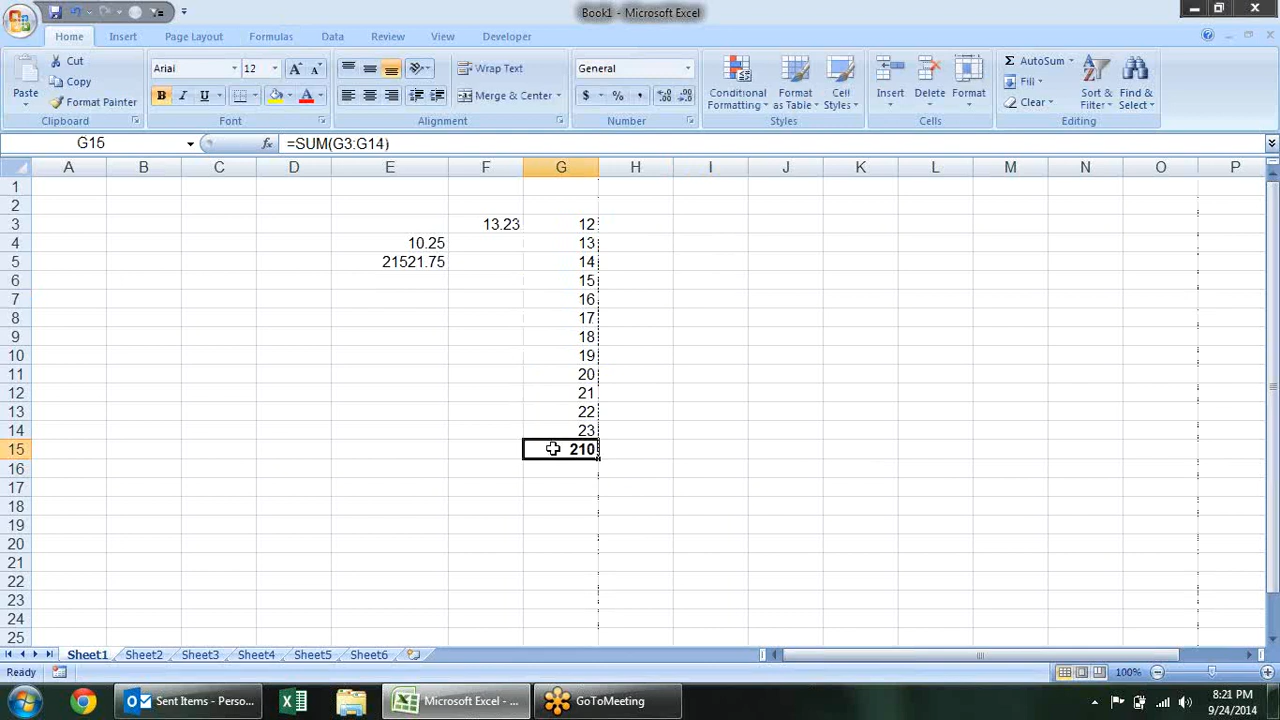 Book1 - Microsoft Excel
Home Insert Page Layout Formulas Data Review View Developer
Cut
Copy
Format Painter
Paste
Clipboard
Arial 12
B I U
Font
Wrap Text
Merge & Center
Alignment
General
$ % ,
Number
Conditional Formatting
Format as Table
Cell Styles
Styles
Insert Delete Format
Cells
Σ AutoSum
Fill
Clear
Sort & Filter
Find & Select
Editing
G15 fx =SUM(G3:G14)
A B C D E F G H I J K L M N O P
1
2
3 13.23 12
4 10.25 13
5 21521.75 14
6 15
7 16
8 17
9 18
10 19
11 20
12 21
13 22
14 23
15 210
16
17
18
19
20
21
22
23
24
25
Sheet1 Sheet2 Sheet3 Sheet4 Sheet5 Sheet6
Ready 100%
Sent Items - Perso... Microsoft Excel - ... GoToMeeting 8:21 PM
9/24/2014